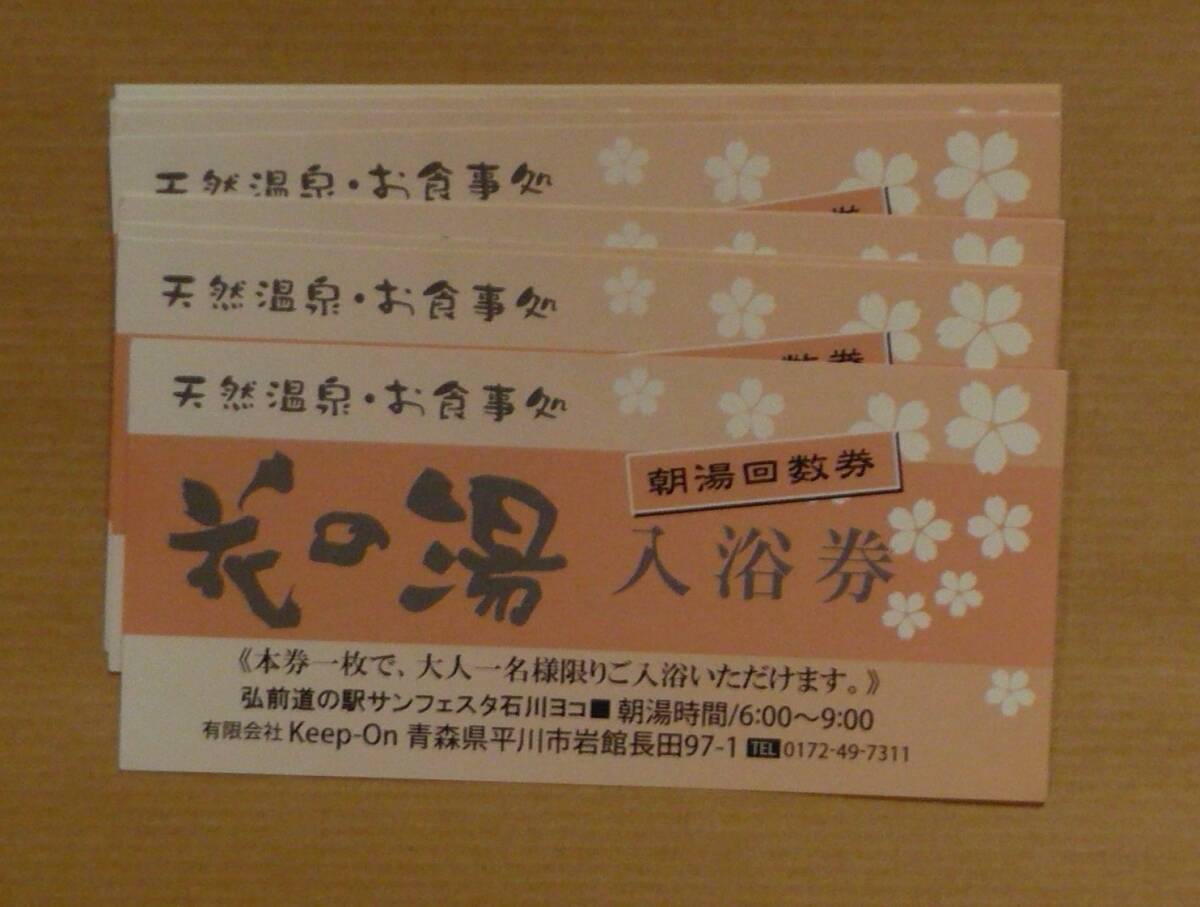 天然温泉・お食事処
券
天然温泉・お食事処
数券
天然温泉・お食事処
朝湯回数券
花の湯 入浴券
《本券一枚で、大人一名様限りご入浴いただけます。》
弘前道の駅サンフェスタ石川ヨコ■ 朝湯時間/6:00〜9:00
有限会社 Keep-On 青森県平川市岩館長田97-1 TEL 0172-49-7311